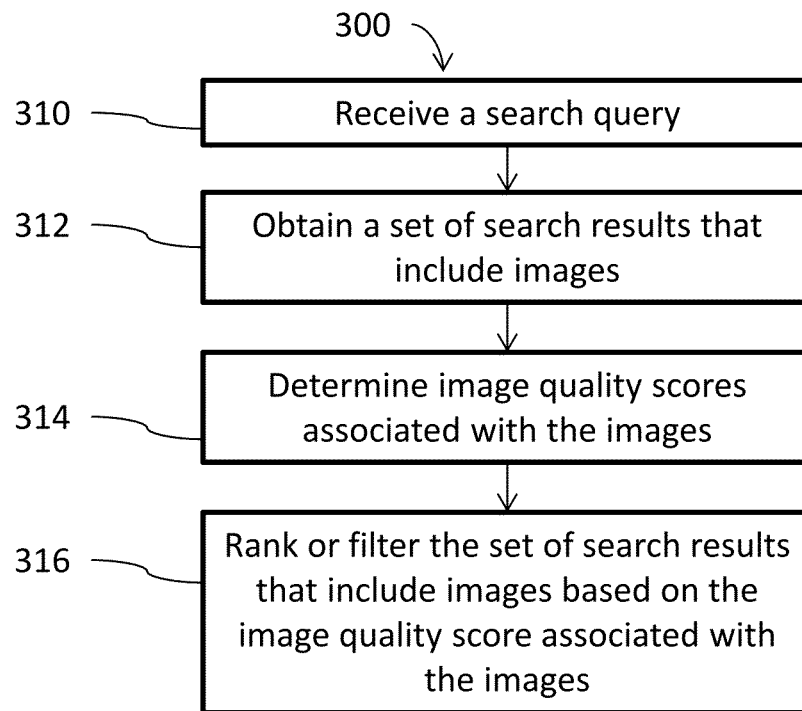 300
310
Receive a search query
312
Obtain a set of search results that
include images
314
Determine image quality scores
associated with the images
316
Rank or filter the set of search results
that include images based on the
image quality score associated with
the images